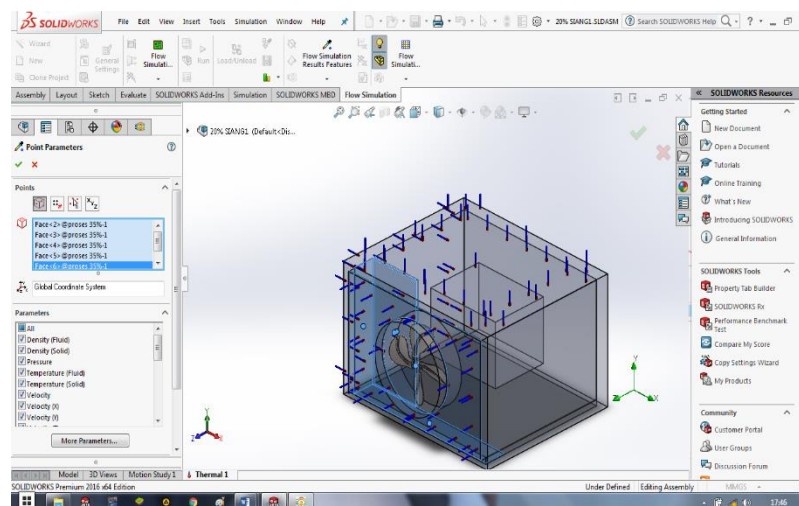 SOLIDWORKS File Edit View Insert Tools Simulation Window Help 20% SIANG1.SLDASM Search SOLIDWORKS Help
Wizard
New
Clone Project
General Settings
Flow Simulati...
Run
Load/Unload
Flow Simulation Results Features
Flow Simulati...
Assembly Layout Sketch Evaluate SOLIDWORKS Add-Ins Simulation SOLIDWORKS MBD Flow Simulation
20% SIANG1 (Default<Dis...
Point Parameters
Points
Face<2>@proses 35%-1
Face<3>@proses 35%-1
Face<4>@proses 35%-1
Face<5>@proses 35%-1
Face<6>@proses 35%-1
Global Coordinate System
Parameters
All
Density (Fluid)
Density (Solid)
Pressure
Temperature (Fluid)
Temperature (Solid)
Velocity
Velocity (X)
Velocity (Y)
More Parameters...
Y
Z
X
SOLIDWORKS Resources
Getting Started
New Document
Open a Document
Tutorials
Online Training
What's New
Introducing SOLIDWORKS
General Information
SOLIDWORKS Tools
Property Tab Builder
SOLIDWORKS Rx
Performance Benchmark Test
Compare My Score
Copy Settings Wizard
My Products
Community
Customer Portal
User Groups
Discussion Forum
Model 3D Views Motion Study 1 Thermal 1
SOLIDWORKS Premium 2016 x64 Edition Under Defined Editing Assembly MMGS
17:46